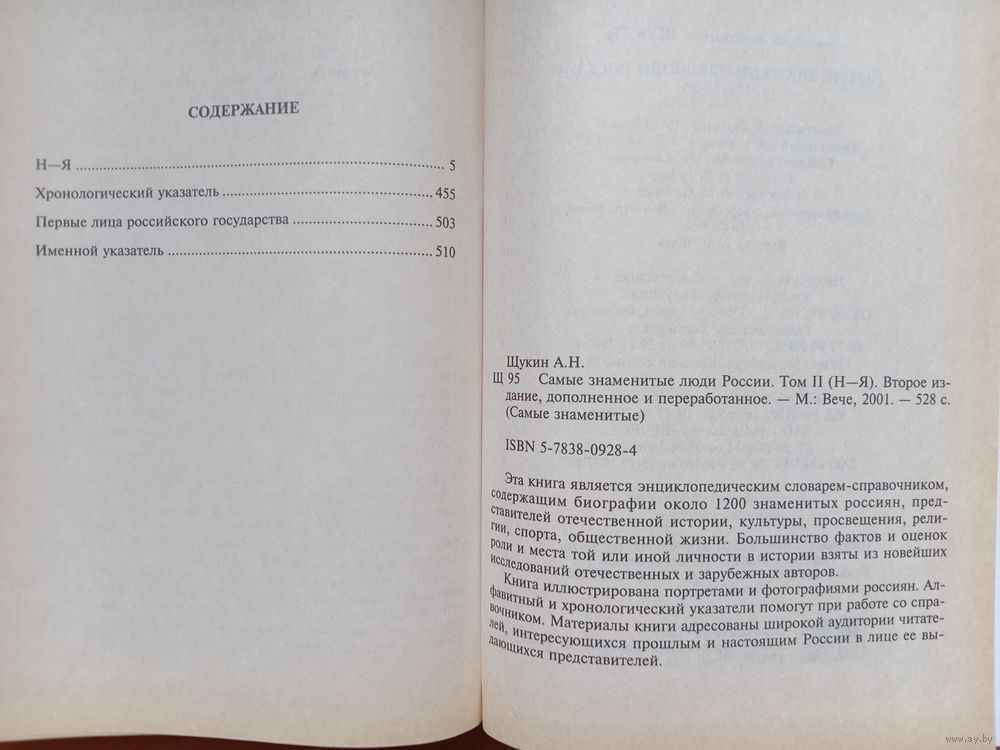 СОДЕРЖАНИЕ
Н—Я ........................................................................ 5
Хронологический указатель ........................................ 455
Первые лица российского государства ........................... 503
Именной указатель .................................................... 510
Щукин А.Н.
Щ 95 Самые знаменитые люди России. Том II (Н—Я). Второе из-
дание, дополненное и переработанное. — М.: Вече, 2001. — 528 с.
(Самые знаменитые)
ISBN 5-7838-0928-4
Эта книга является энциклопедическим словарем-справочником,
содержащим биографии около 1200 знаменитых россиян, пред-
ставителей отечественной истории, культуры, просвещения, рели-
гии, спорта, общественной жизни. Большинство фактов и оценок
роли и места той или иной личности в истории взяты из новейших
исследований отечественных и зарубежных авторов.
Книга иллюстрирована портретами и фотографиями россиян. Ал-
фавитный и хронологический указатели помогут при работе со спра-
вочником. Материалы книги адресованы широкой аудитории читате-
лей, интересующихся прошлым и настоящим России в лице ее вы-
дающихся представителей.
www.ay.by